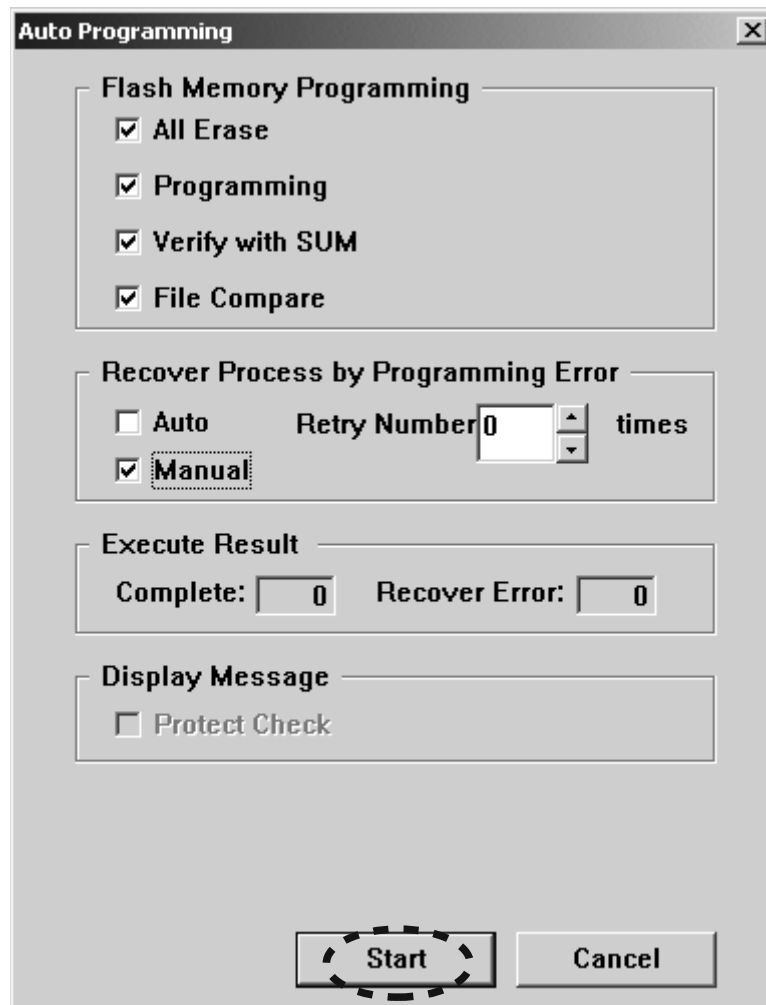 Auto Programming
Flash Memory Programming
All Erase
Programming
Verify with SUM
File Compare
Recover Process by Programming Error
Auto Retry Number 0 times
Manual
Execute Result
Complete: 0 Recover Error: 0
Display Message
Protect Check
Start Cancel